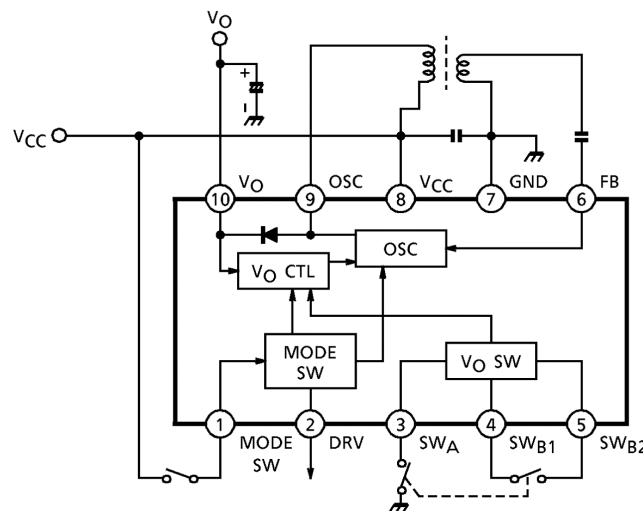 VO
+
-
VCC
VO OSC VCC GND FB
10 9 8 7 6
OSC
VO CTL
MODE
SW
VO SW
1 2 3 4 5
MODE
SW
DRV SWA SWB1 SWB2